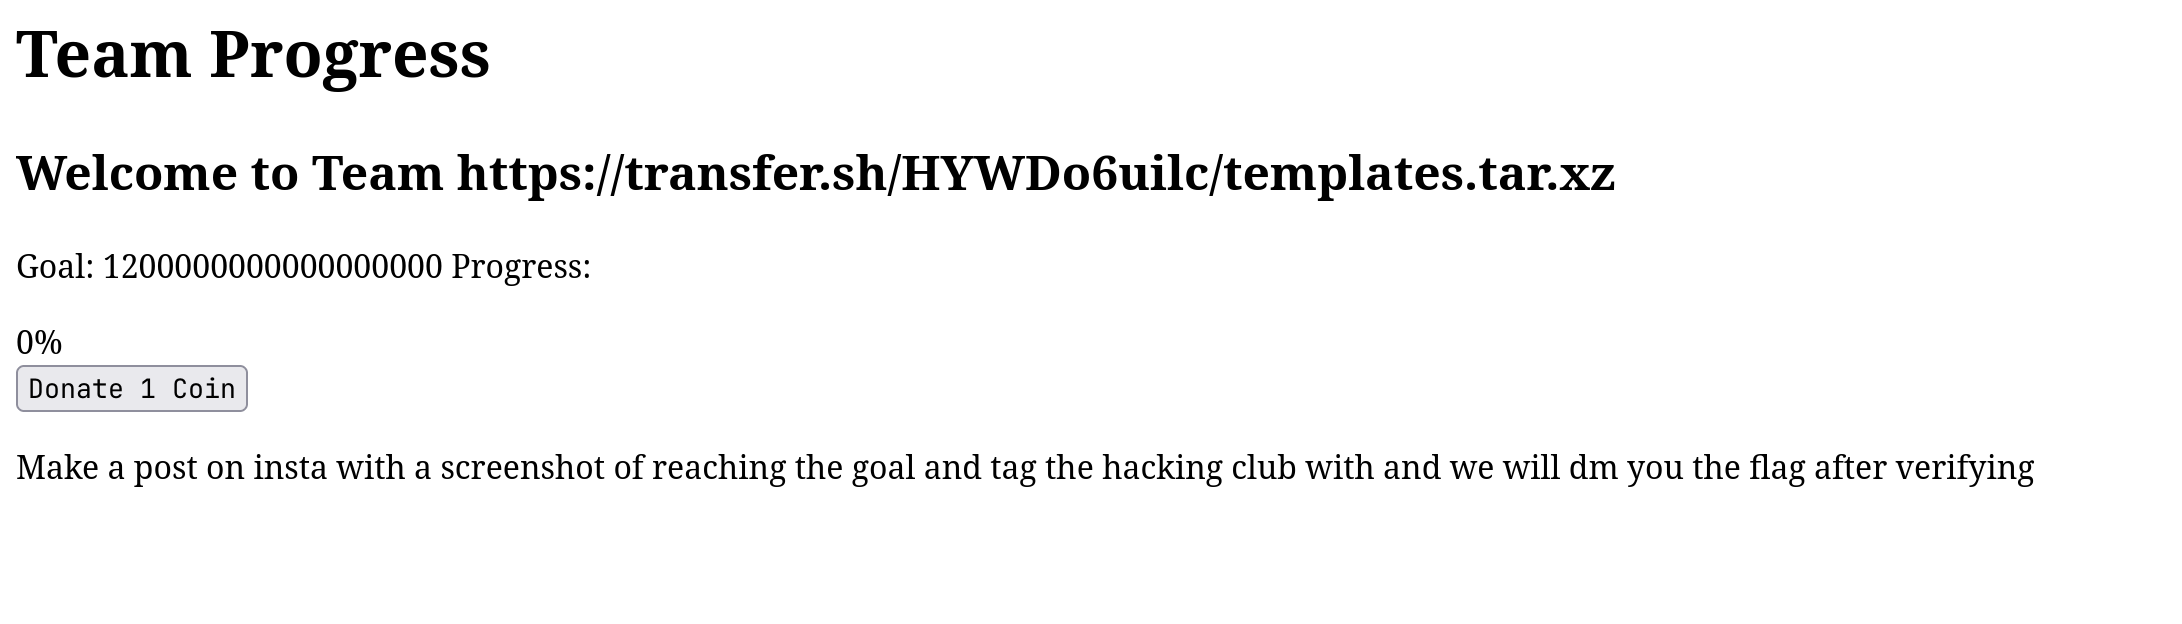 Team Progress
Welcome to Team https://transfer.sh/HYWDo6uilc/templates.tar.xz
Goal: 1200000000000000000 Progress:
0%
Donate 1 Coin
Make a post on insta with a screenshot of reaching the goal and tag the hacking club with and we will dm you the flag after verifying